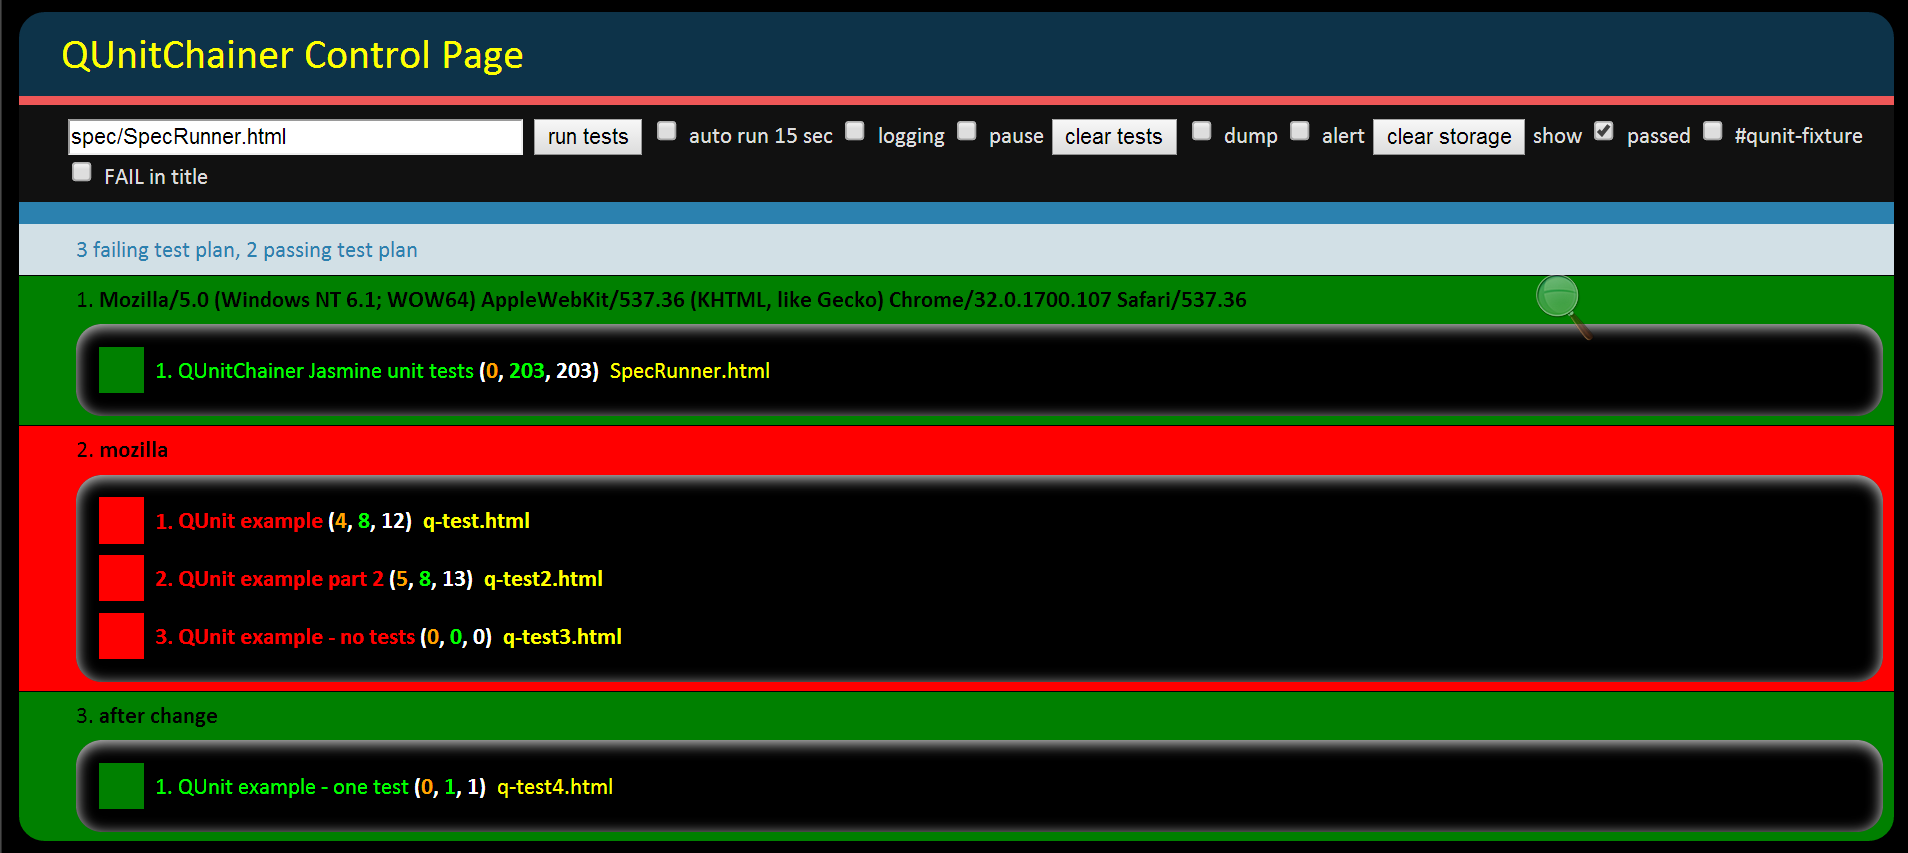 QUnitChainer Control Page
spec/SpecRunner.html run tests auto run 15 sec logging pause clear tests dump alert clear storage show passed #qunit-fixture
FAIL in title
3 failing test plan, 2 passing test plan
1. Mozilla/5.0 (Windows NT 6.1; WOW64) AppleWebKit/537.36 (KHTML, like Gecko) Chrome/32.0.1700.107 Safari/537.36
1. QUnitChainer Jasmine unit tests (0, 203, 203) SpecRunner.html
2. mozilla
1. QUnit example (4, 8, 12) q-test.html
2. QUnit example part 2 (5, 8, 13) q-test2.html
3. QUnit example - no tests (0, 0, 0) q-test3.html
3. after change
1. QUnit example - one test (0, 1, 1) q-test4.html